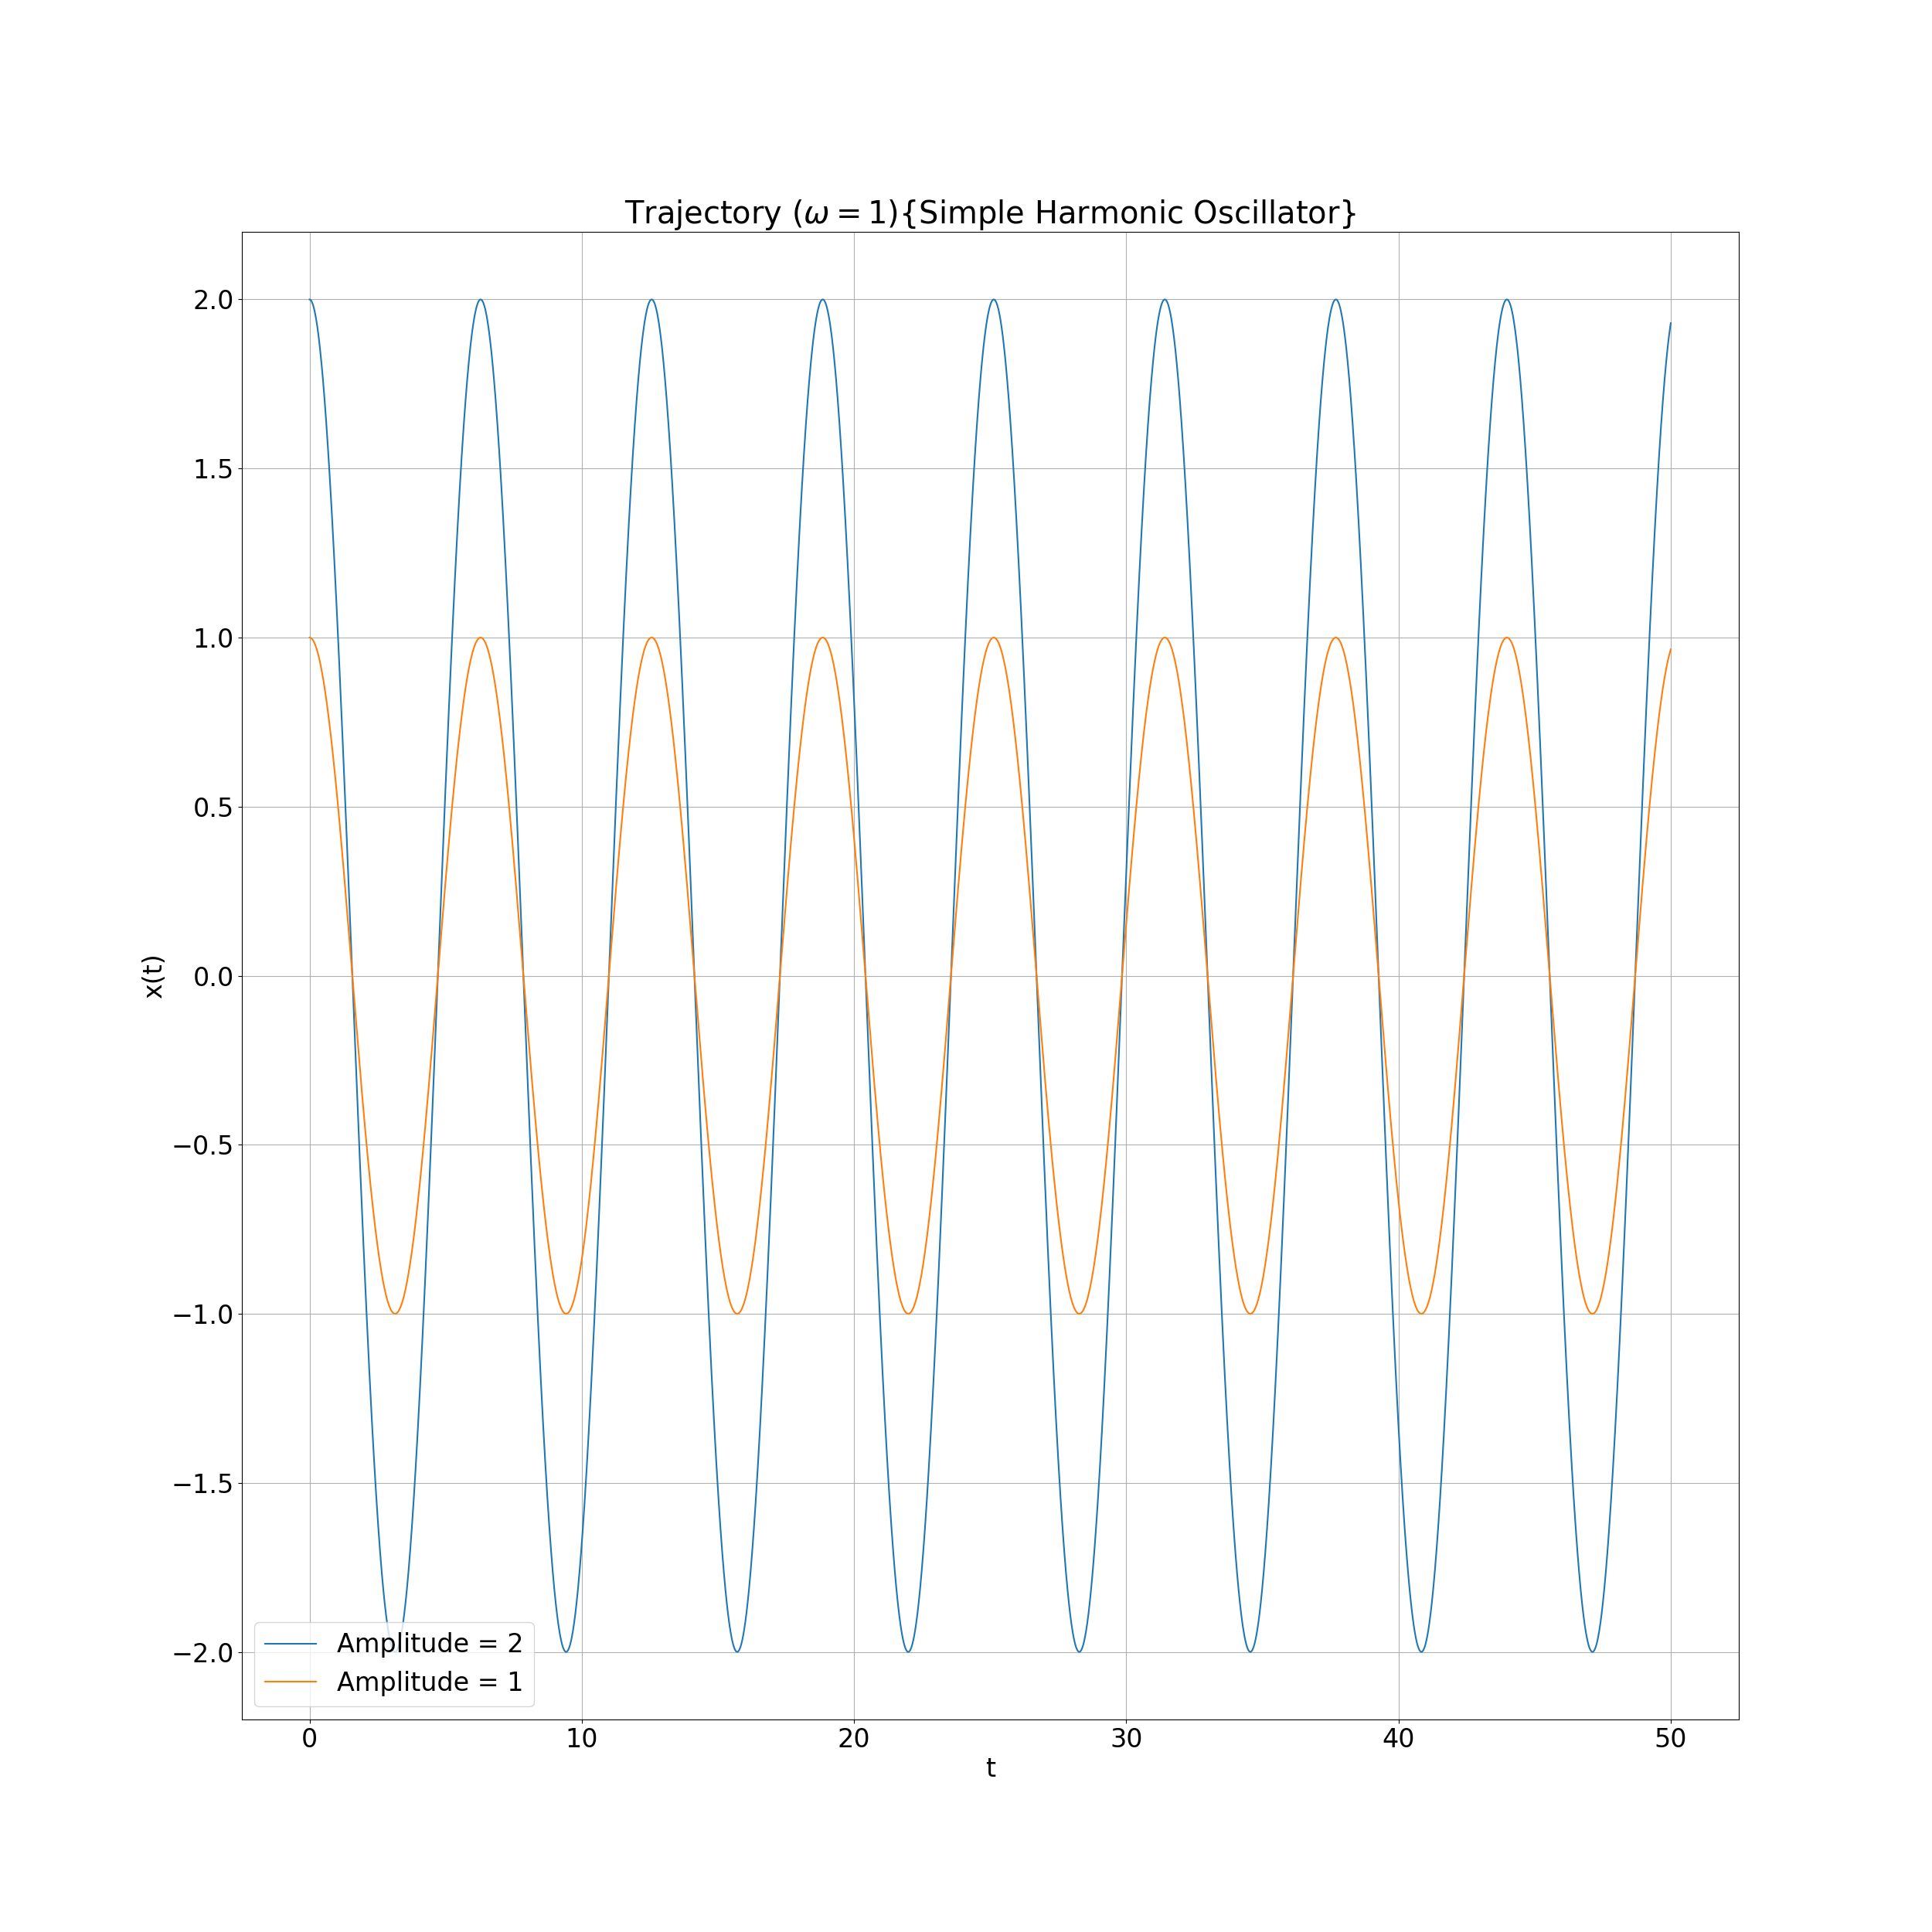 Trajectory (ω = 1){Simple Harmonic Oscillator}
2.0
1.5
1.0
0.5
0.0
−0.5
−1.0
−1.5
−2.0
x(t)
Amplitude = 2
Amplitude = 1
0 10 20 30 40 50
t